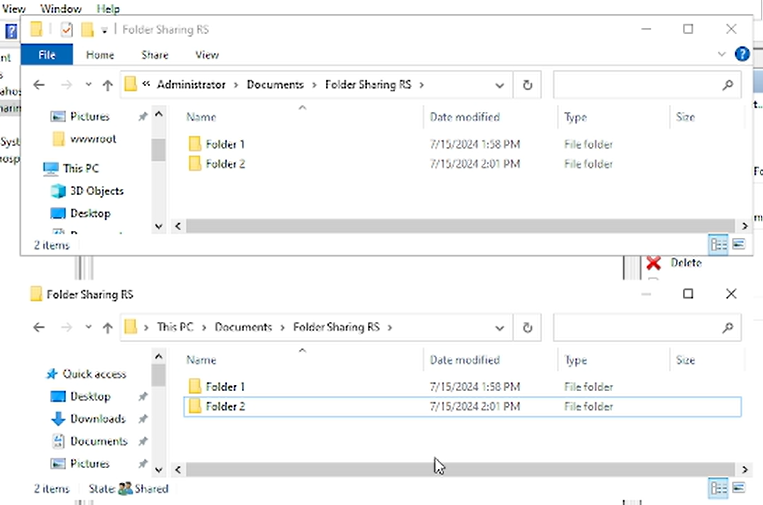 View Window Help
Folder Sharing RS
File Home Share View
Administrator Documents Folder Sharing RS
Name Date modified Type Size
Pictures
wwwroot
This PC
3D Objects
Desktop
Folder 1 7/15/2024 1:58 PM File folder
Folder 2 7/15/2024 2:01 PM File folder
2 items
Delete
Folder Sharing RS
This PC Documents Folder Sharing RS
Name Date modified Type Size
Quick access
Desktop
Downloads
Documents
Pictures
Folder 1 7/15/2024 1:58 PM File folder
Folder 2 7/15/2024 2:01 PM File folder
2 items State: Shared